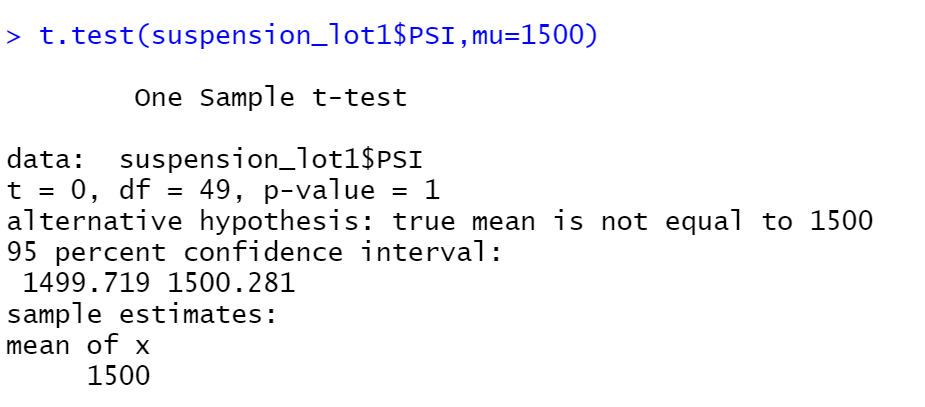 > t.test(suspension_lot1$PSI,mu=1500)
One Sample t-test
data:  suspension_lot1$PSI
t = 0, df = 49, p-value = 1
alternative hypothesis: true mean is not equal to 1500
95 percent confidence interval:
 1499.719 1500.281
sample estimates:
mean of x
     1500